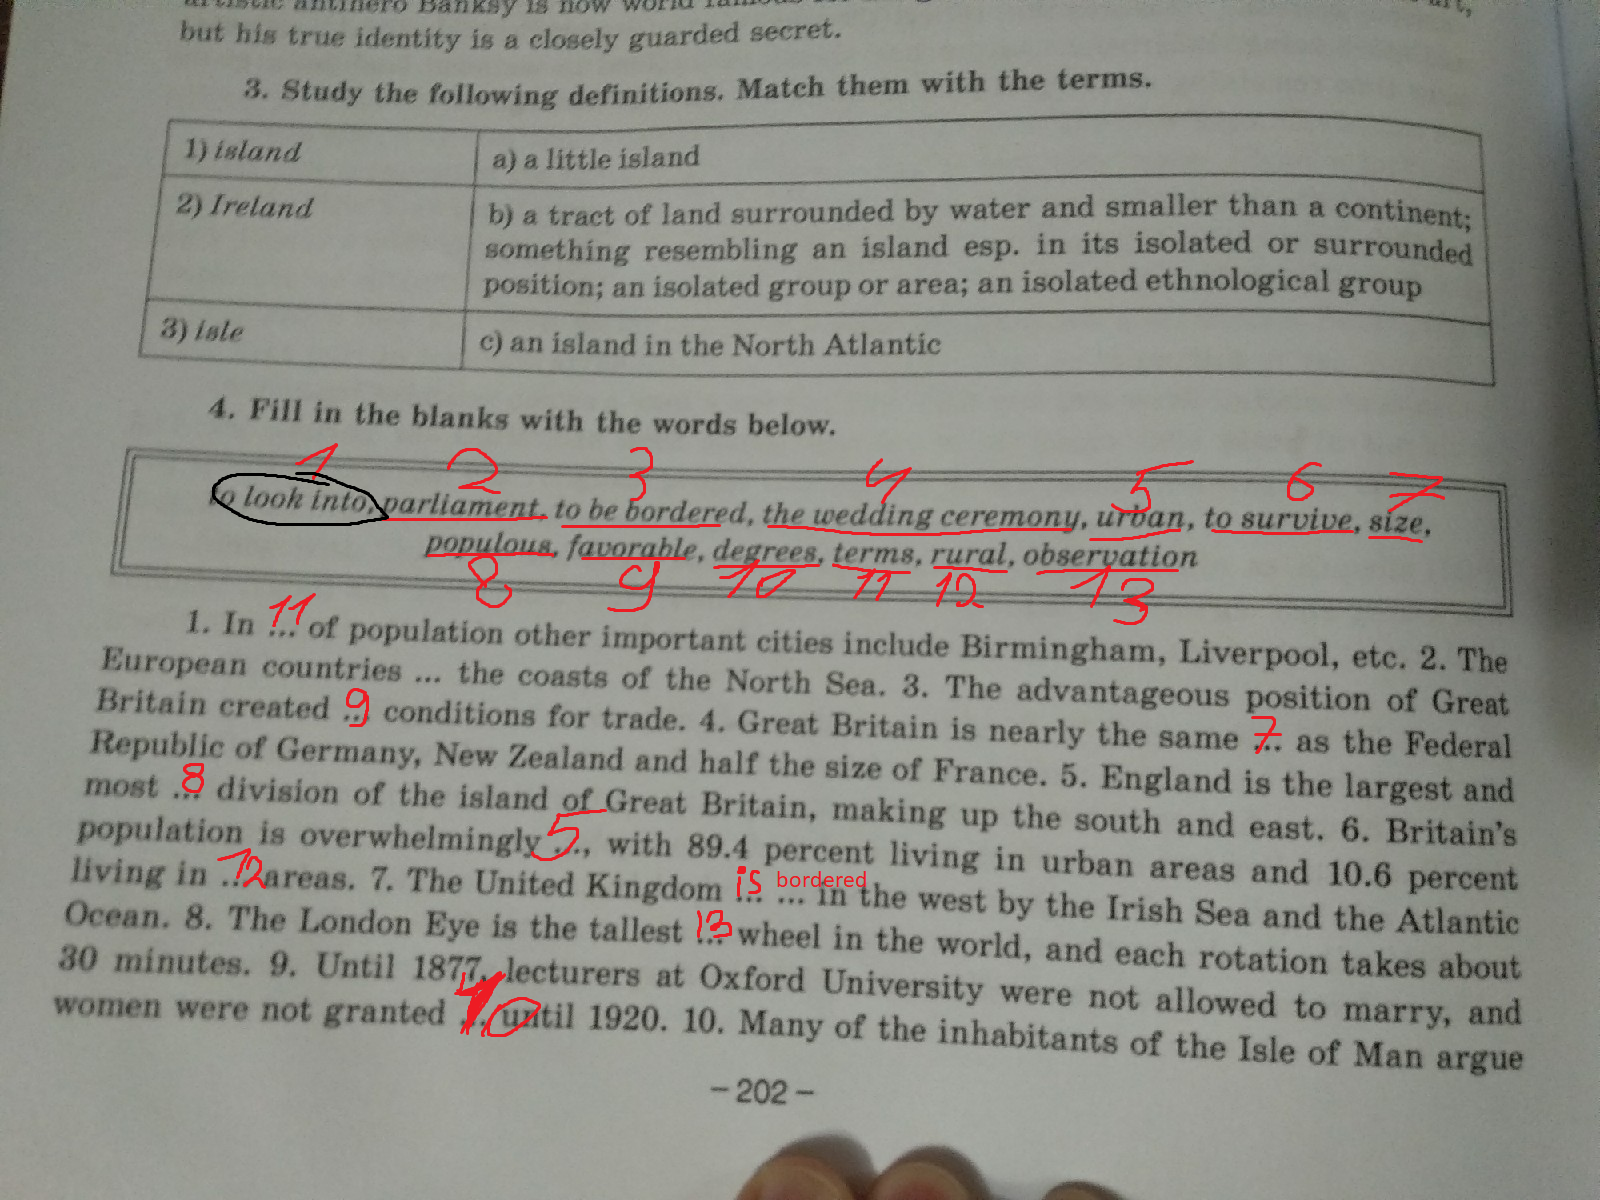 artistic antihero Banksy is now world
but his true identity is a closely guarded secret.
3. Study the following definitions. Match them with the terms.
1) island
a) a little island
2) Ireland
b) a tract of land surrounded by water and smaller than a continent;
something resembling an island esp. in its isolated or surrounded
position; an isolated group or area; an isolated ethnological group
3) isle
c) an island in the North Atlantic
4. Fill in the blanks with the words below.
1 2 3 4 5 6 7
to look into, parliament, to be bordered, the wedding ceremony, urban, to survive, size,
populous, favorable, degrees, terms, rural, observation
8 9 10 11 12 13
1. In 11 ... of population other important cities include Birmingham, Liverpool, etc. 2. The
European countries ... the coasts of the North Sea. 3. The advantageous position of Great
Britain created 9 ... conditions for trade. 4. Great Britain is nearly the same 7 ... as the Federal
Republic of Germany, New Zealand and half the size of France. 5. England is the largest and
most 8 ... division of the island of Great Britain, making up the south and east. 6. Britain's
population is overwhelmingly 5 ..., with 89.4 percent living in urban areas and 10.6 percent
living in 12 ... areas. 7. The United Kingdom is ... bordered ... in the west by the Irish Sea and the Atlantic
Ocean. 8. The London Eye is the tallest 13 ... wheel in the world, and each rotation takes about
30 minutes. 9. Until 1877, lecturers at Oxford University were not allowed to marry, and
women were not granted 10 ... until 1920. 10. Many of the inhabitants of the Isle of Man argue
– 202 –